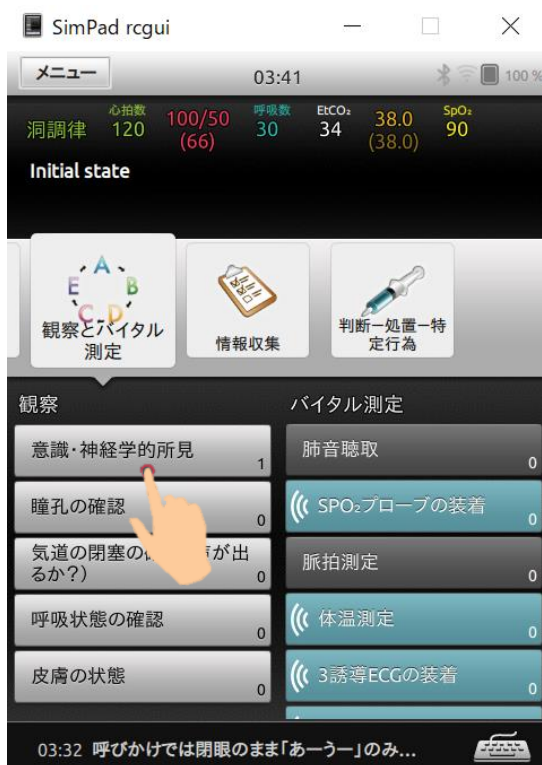 SimPad rcgui
メニュー
03:41
100 %
洞調律
心拍数
120
100/50
(66)
呼吸数
30
EtCO₂
34
38.0
(38.0)
SpO₂
90
Initial state
A
B
C
D
E
観察とバイタル
測定
情報収集
判断ー処置ー特
定行為
観察
バイタル測定
意識・神経学的所見
1
肺音聴取
0
瞳孔の確認
0
SPO₂プローブの装着
0
気道の閉塞の
が出
るか?)
0
脈拍測定
0
呼吸状態の確認
0
体温測定
0
皮膚の状態
0
3誘導ECGの装着
0
03:32 呼びかけでは閉眼のまま「あーうー」のみ...